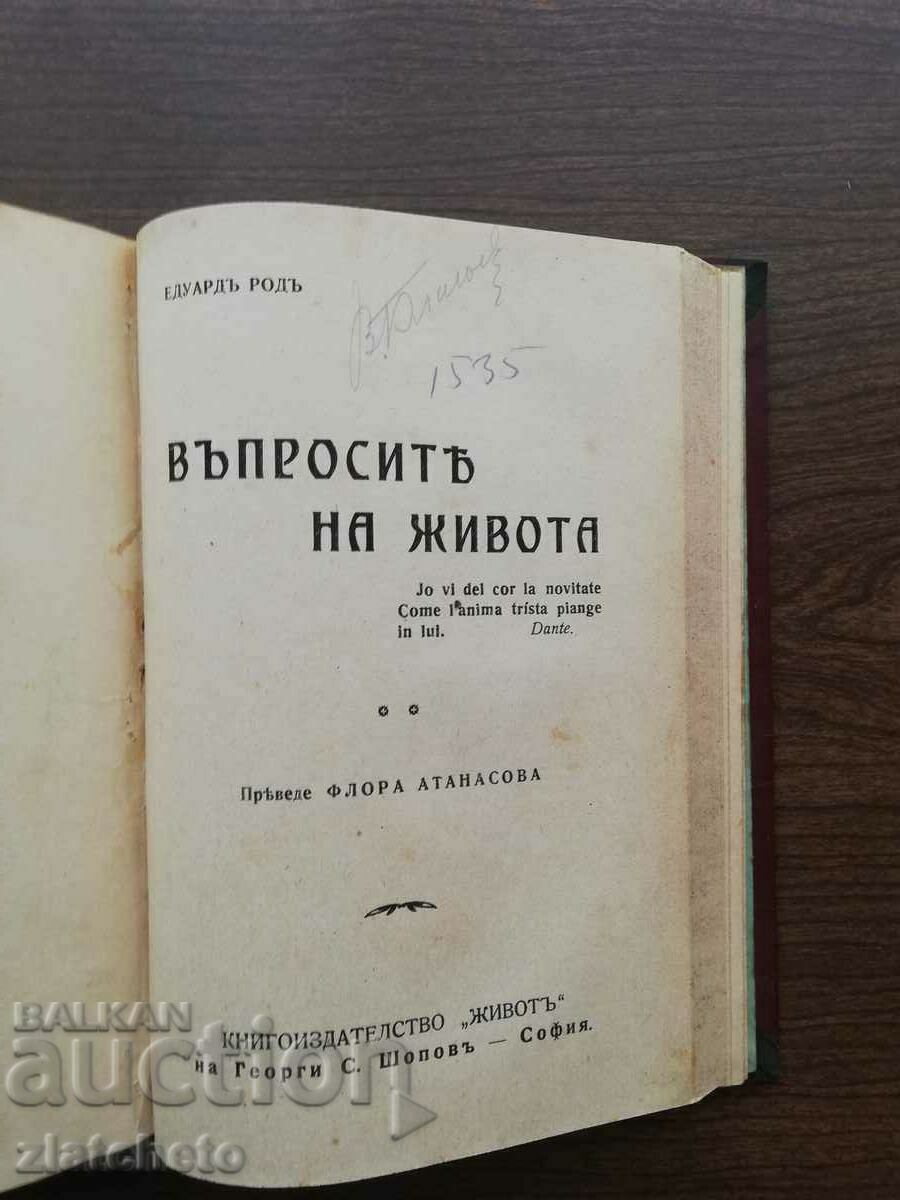 ЕДУАРДЪ РОДЪ
1535
ВЪПРОСИТѢ
НА ЖИВОТА
Jo vi del cor la novitate
Come l'anima trista piange
in lui. Dante.
Прѣведе ФЛОРА АТАНАСОВА
КНИГОИЗДАТЕЛСТВО „ЖИВОТЪ“
на Георги С. Шоповъ — София.
BALKAN
auction
zlatcheto